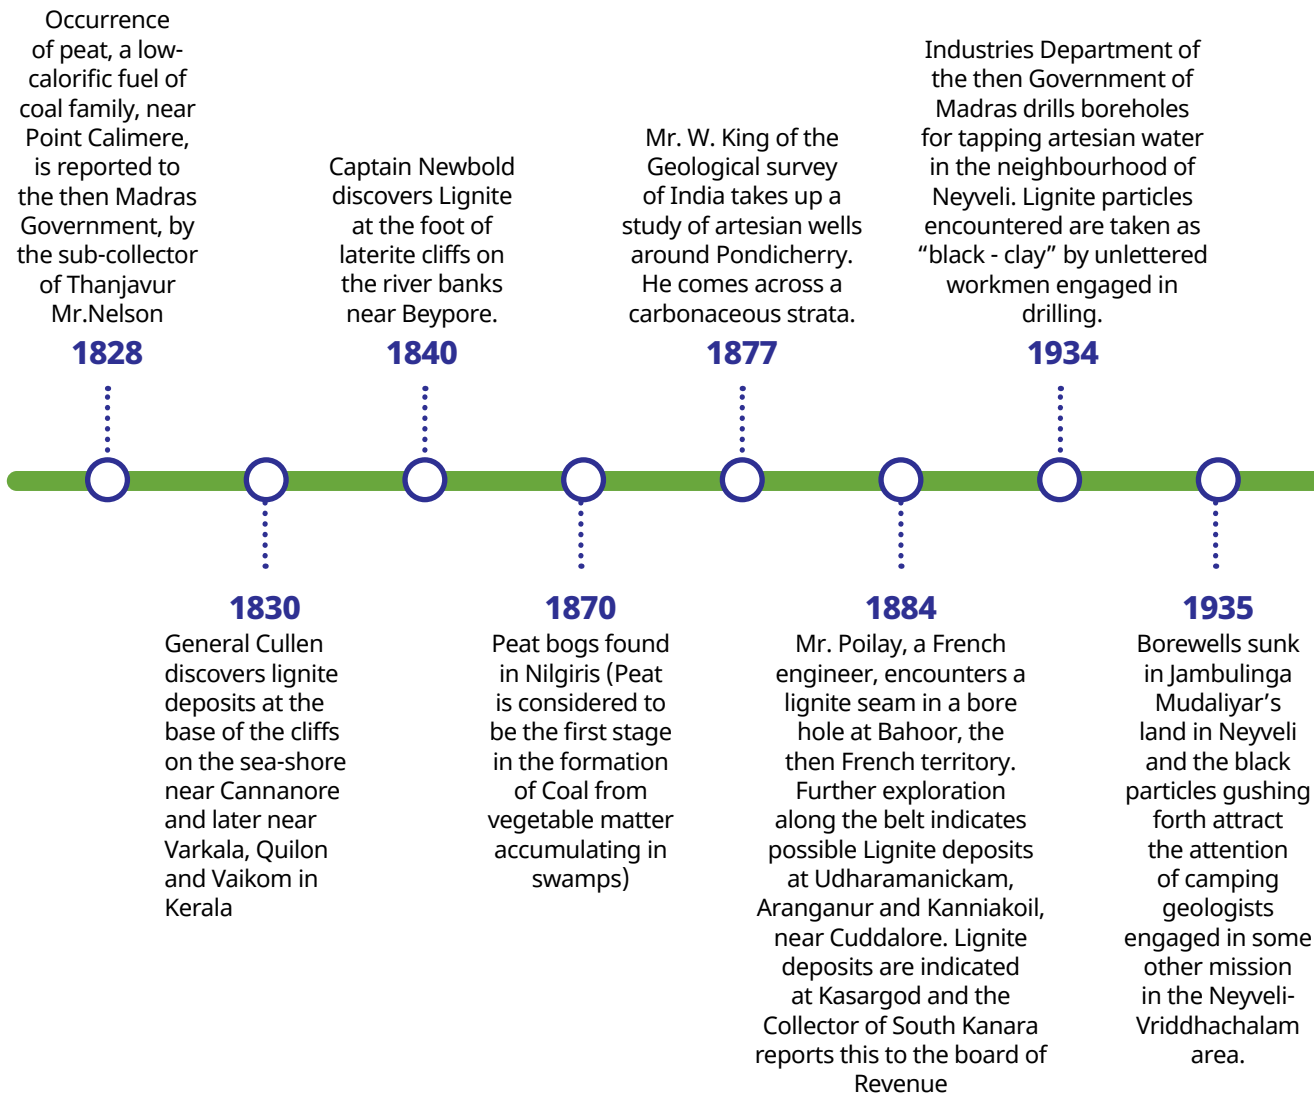 Occurrence
of peat, a low-
calorific fuel of
coal family, near
Point Calimere,
is reported to
the then Madras
Government, by
the sub-collector
of Thanjavur
Mr.Nelson
1828
1830
General Cullen
discovers lignite
deposits at the
base of the cliffs
on the sea-shore
near Cannanore
and later near
Varkala, Quilon
and Vaikom in
Kerala
Captain Newbold
discovers Lignite
at the foot of
laterite cliffs on
the river banks
near Beypore.
1840
1870
Peat bogs found
in Nilgiris (Peat
is considered to
be the first stage
in the formation
of Coal from
vegetable matter
accumulating in
swamps)
Mr. W. King of the
Geological survey
of India takes up a
study of artesian wells
around Pondicherry.
He comes across a
carbonaceous strata.
1877
1884
Mr. Poilay, a French
engineer, encounters a
lignite seam in a bore
hole at Bahoor, the
then French territory.
Further exploration
along the belt indicates
possible Lignite deposits
at Udharamanickam,
Aranganur and Kanniakoil,
near Cuddalore. Lignite
deposits are indicated
at Kasargod and the
Collector of South Kanara
reports this to the board of
Revenue
Industries Department of
the then Government of
Madras drills boreholes
for tapping artesian water
in the neighbourhood of
Neyveli. Lignite particles
encountered are taken as
“black - clay” by unlettered
workmen engaged in
drilling.
1934
1935
Borewells sunk
in Jambulinga
Mudaliyar’s
land in Neyveli
and the black
particles gushing
forth attract
the attention
of camping
geologists
engaged in some
other mission
in the Neyveli-
Vriddhachalam
area.